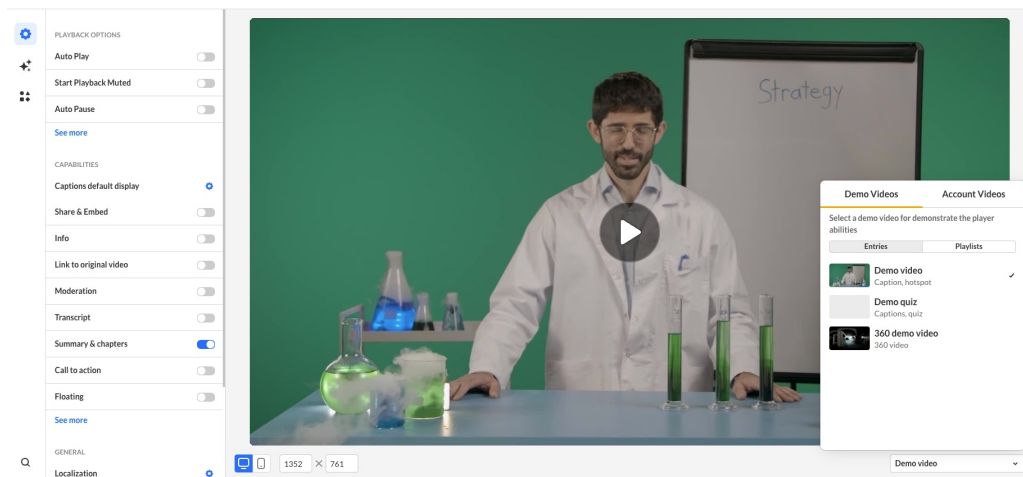 PLAYBACK OPTIONS
Auto Play
Start Playback Muted
Auto Pause
See more
CAPABILITIES
Captions default display
Share & Embed
Info
Link to original video
Moderation
Transcript
Summary & chapters
Call to action
Floating
See more
GENERAL
Localization
Strategy
Demo Videos
Account Videos
Select a demo video for demonstrate the player
abilities
Entries
Playlists
Demo video
Caption, hotspot
Demo quiz
Captions, quiz
360 demo video
360 video
1352 × 761
Demo video